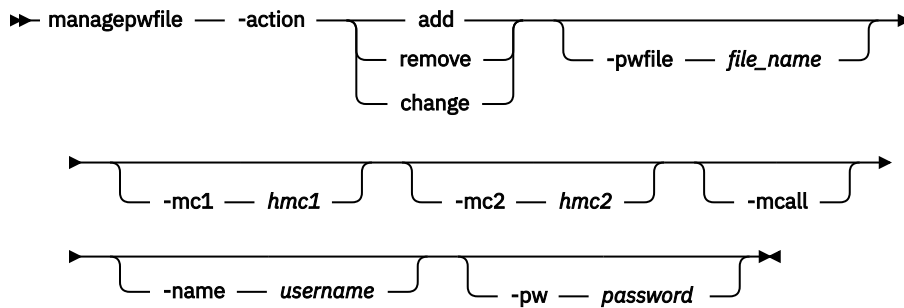 managepwfile -action add
remove
change
-pwfile file_name
-mc1 hmc1 -mc2 hmc2 -mcall
-name username -pw password